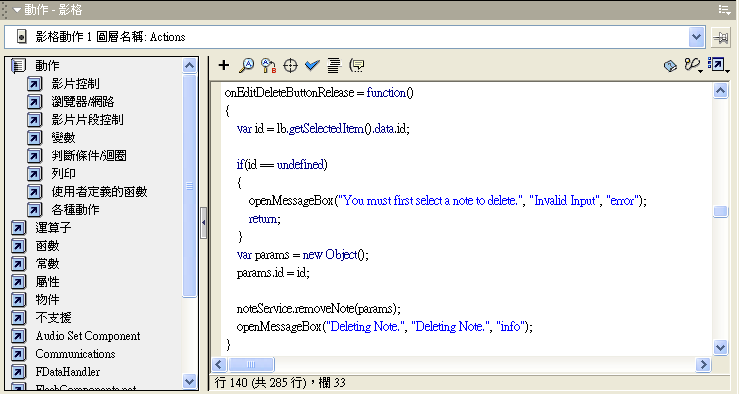 動作 - 影格
影格動作 1 圖層名稱: Actions
動作
影片控制
瀏覽器/網路
影片片段控制
變數
判斷條件/迴圈
列印
使用者定義的函數
各種動作
運算子
函數
常數
屬性
物件
不支援
Audio Set Component
Communications
FDataHandler
FlashComponents.net
onEditDeleteButtonRelease = function()
{
var id = lb.getSelectedItem().data.id;
if(id == undefined)
{
openMessageBox("You must first select a note to delete.", "Invalid Input", "error");
return;
}
var params = new Object();
params.id = id;
noteService.removeNote(params);
openMessageBox("Deleting Note.", "Deleting Note.", "info");
}
行 140 (共 285 行)，欄 33